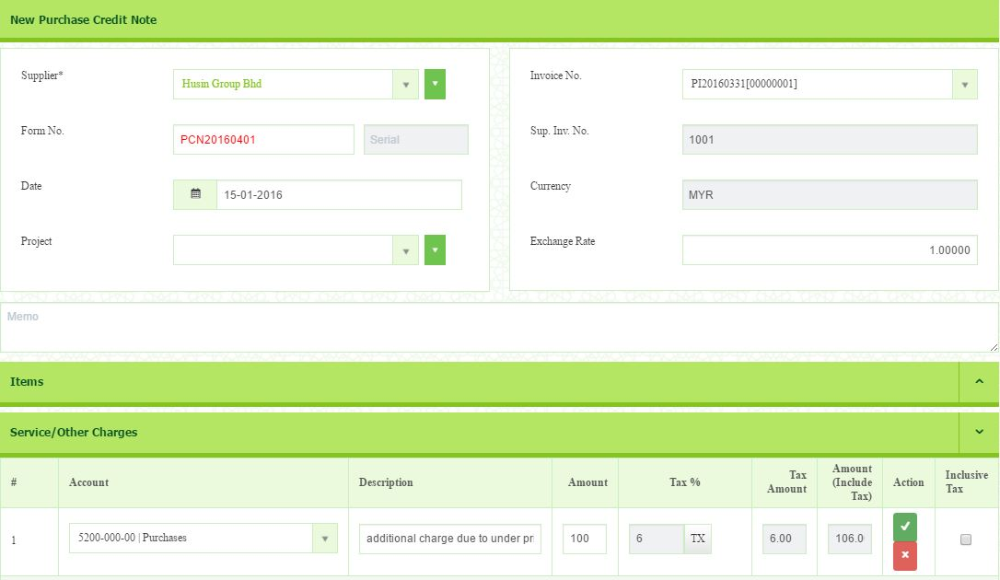 New Purchase Credit Note
Supplier*
Husin Group Bhd
Form No.
PCN20160401
Serial
Date
15-01-2016
Project
Invoice No.
PI20160331[00000001]
Sup. Inv. No.
1001
Currency
MYR
Exchange Rate
1.00000
Memo
Items
Service/Other Charges
# Account Description Amount Tax % Tax Amount Amount (Include Tax) Action Inclusive Tax
1 5200-000-00 | Purchases additional charge due to under pri 100 6 TX 6.00 106.0